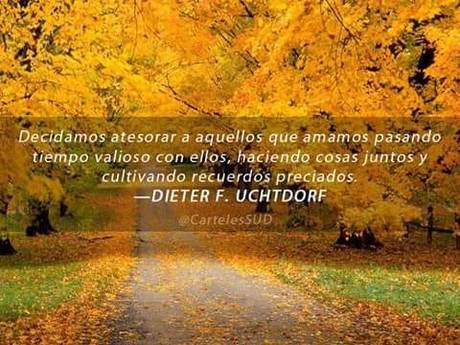 Decidamos atesorar a aquellos que amamos pasando
tiempo valioso con ellos, haciendo cosas juntos y
cultivando recuerdos preciados.
—DIETER F. UCHTDORF
@CartelesSUD